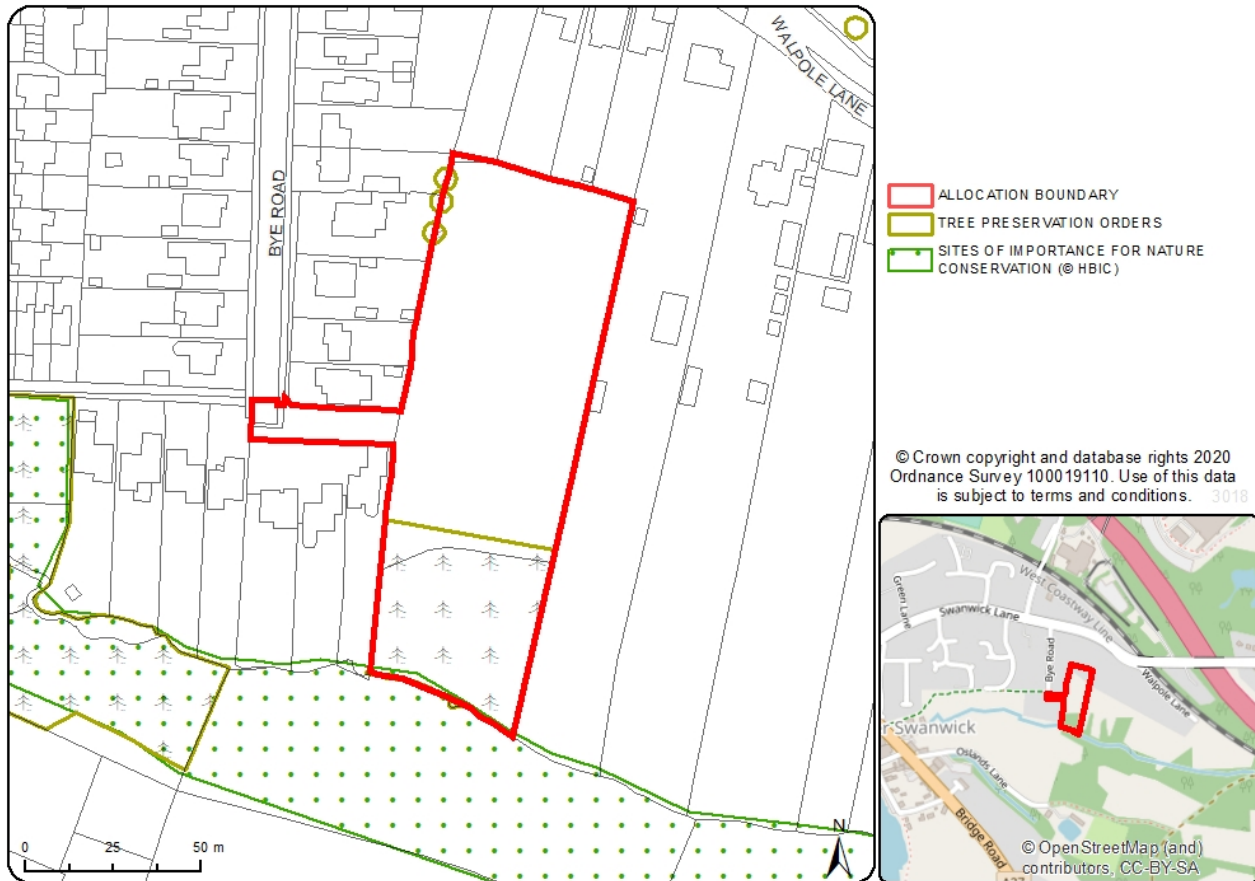 WALPOLE LANE
BYE ROAD
0 25 50 m
N
ALLOCATION BOUNDARY
TREE PRESERVATION ORDERS
SITES OF IMPORTANCE FOR NATURE
CONSERVATION (© HBIC)
© Crown copyright and database rights 2020
Ordnance Survey 100019110. Use of this data
is subject to terms and conditions. 3018
West Coastway Line
Green Lane
Swanwick Lane
Bye Road
Walpole Lane
r Swanwick
Oslands Lane
Bridge Road
A27
© OpenStreetMap (and)
contributors, CC-BY-SA